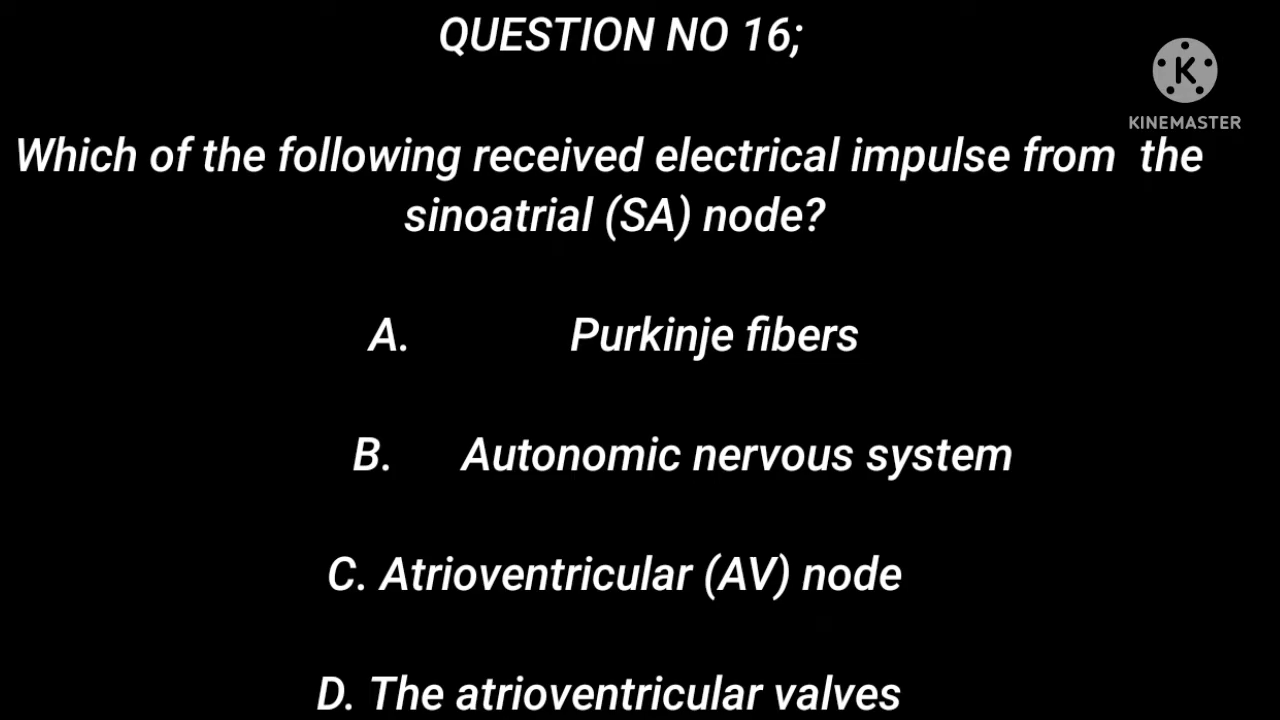 QUESTION NO 16;
K
KINEMASTER
Which of the following received electrical impulse from the
sinoatrial (SA) node?
A. Purkinje fibers
B. Autonomic nervous system
C. Atrioventricular (AV) node
D. The atrioventricular valves